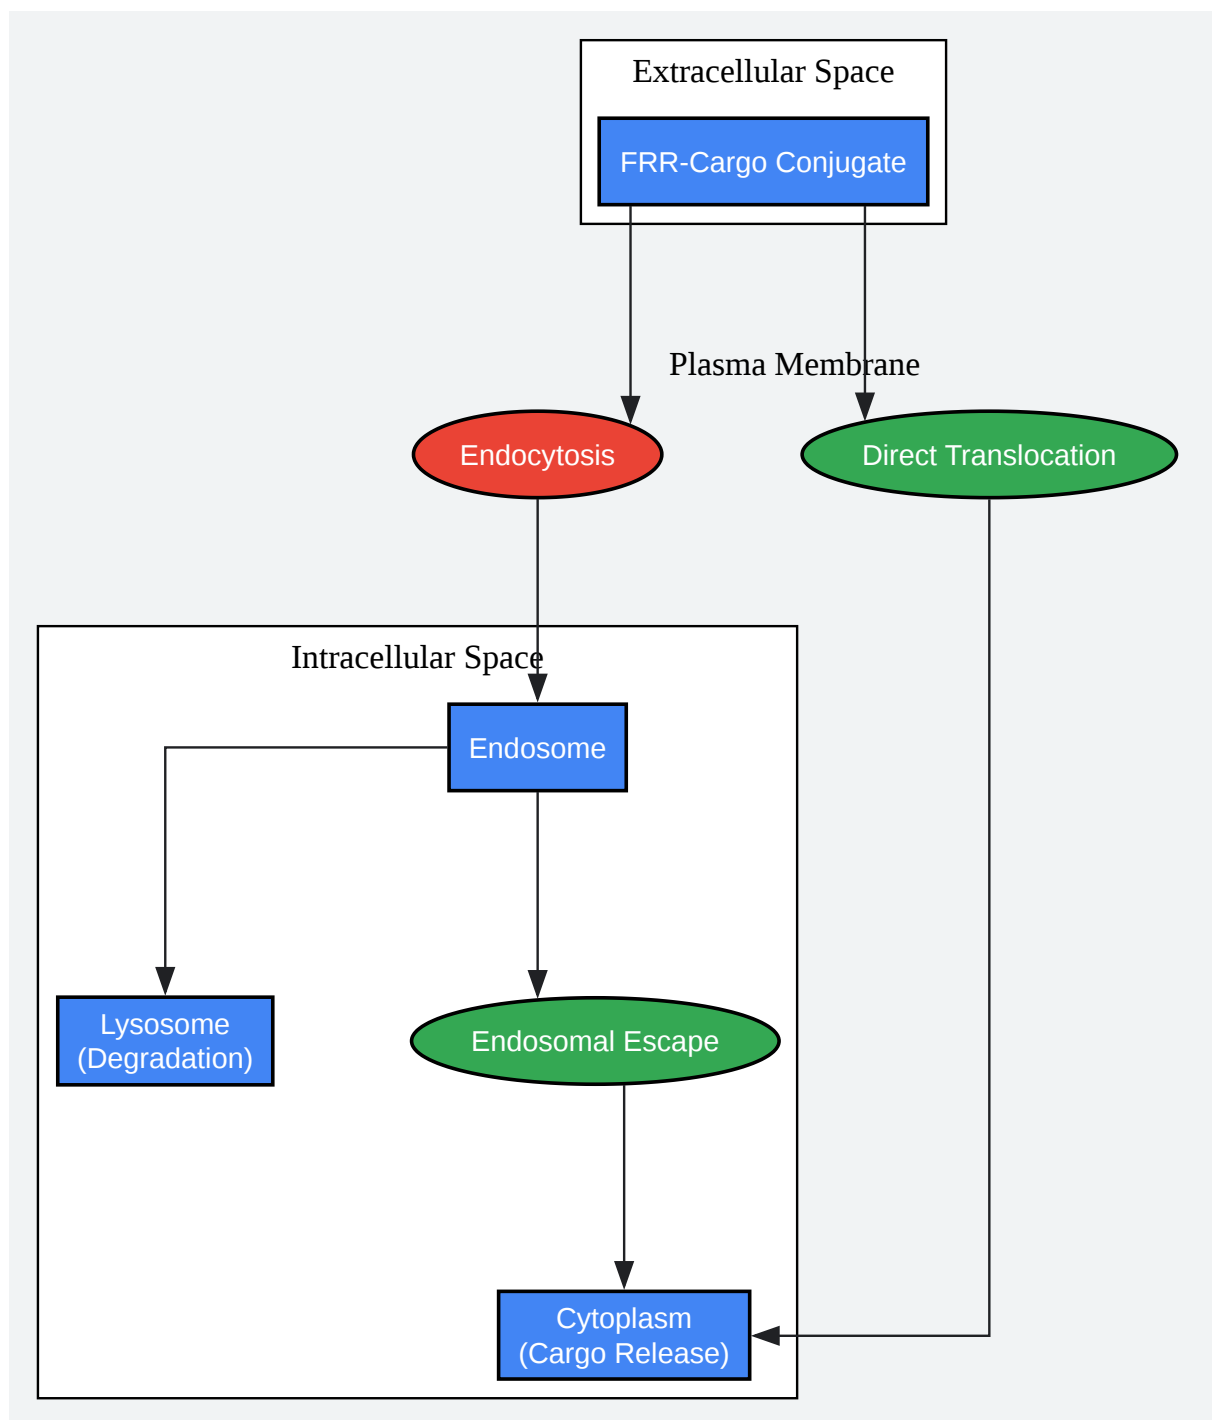 Extracellular Space
FRR-Cargo Conjugate
Plasma Membrane
Endocytosis
Direct Translocation
Intracellular Space
Endosome
Lysosome
(Degradation)
Endosomal Escape
Cytoplasm
(Cargo Release)